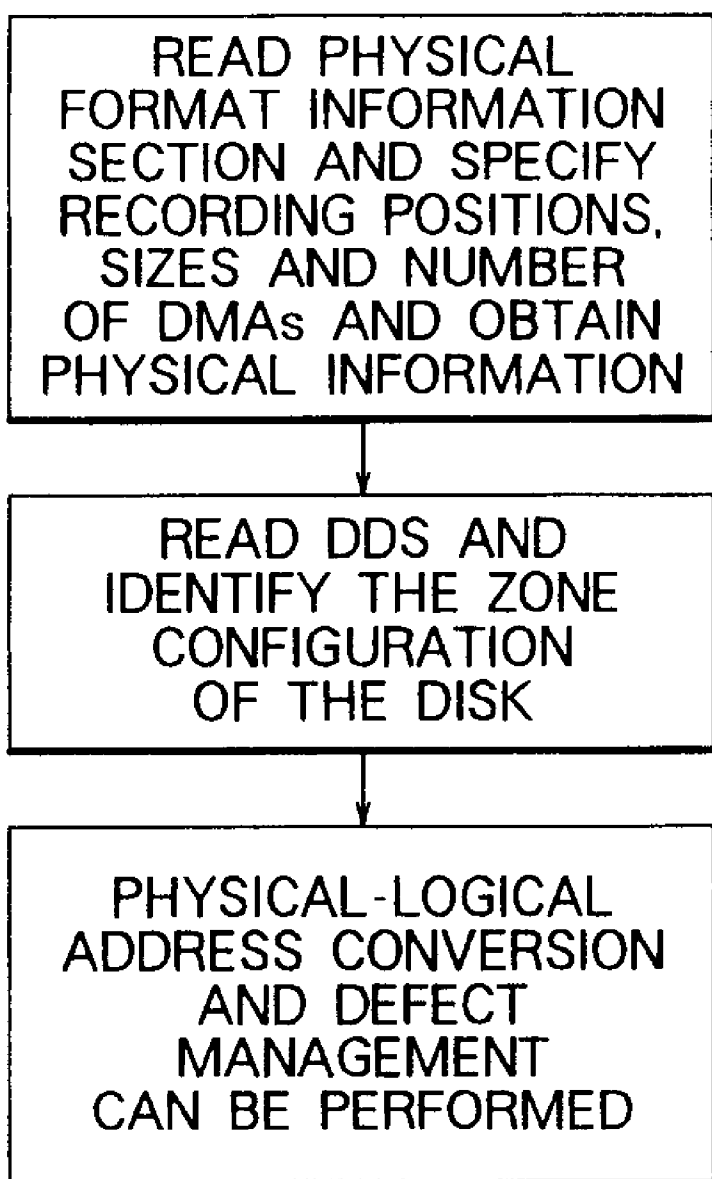 READ PHYSICAL
FORMAT INFORMATION
SECTION AND SPECIFY
RECORDING POSITIONS,
SIZES AND NUMBER
OF DMAs AND OBTAIN
PHYSICAL INFORMATION
READ DDS AND
IDENTIFY THE ZONE
CONFIGURATION
OF THE DISK
PHYSICAL-LOGICAL
ADDRESS CONVERSION
AND DEFECT
MANAGEMENT
CAN BE PERFORMED